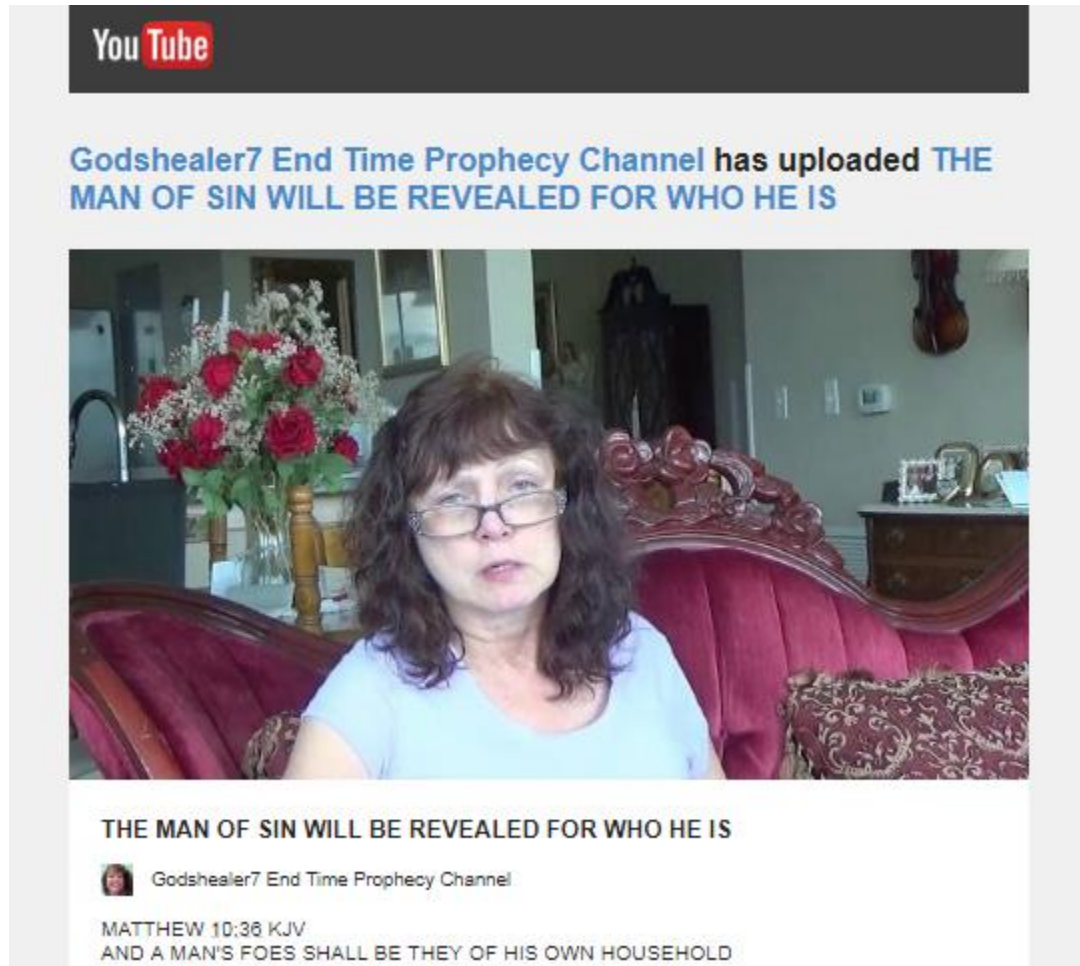 YouTube
Godshealer7 End Time Prophecy Channel has uploaded THE
MAN OF SIN WILL BE REVEALED FOR WHO HE IS
THE MAN OF SIN WILL BE REVEALED FOR WHO HE IS
Godshealer7 End Time Prophecy Channel
MATTHEW 10:36 KJV
AND A MAN'S FOES SHALL BE THEY OF HIS OWN HOUSEHOLD